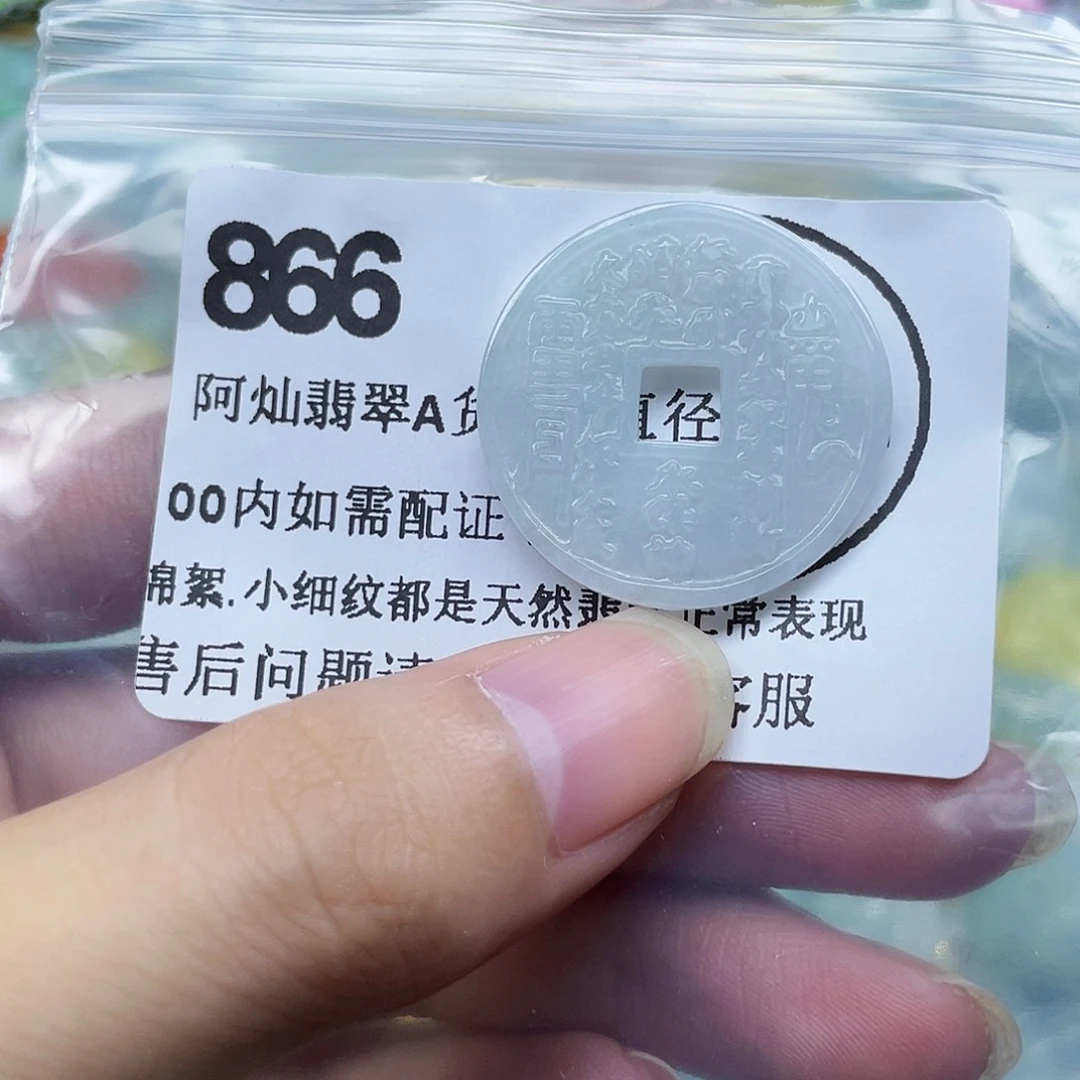 866
阿灿翡翠A货
直径
00内如需配证
棉絮.小细纹都是天然翡 正常表现
售后问题请 客服